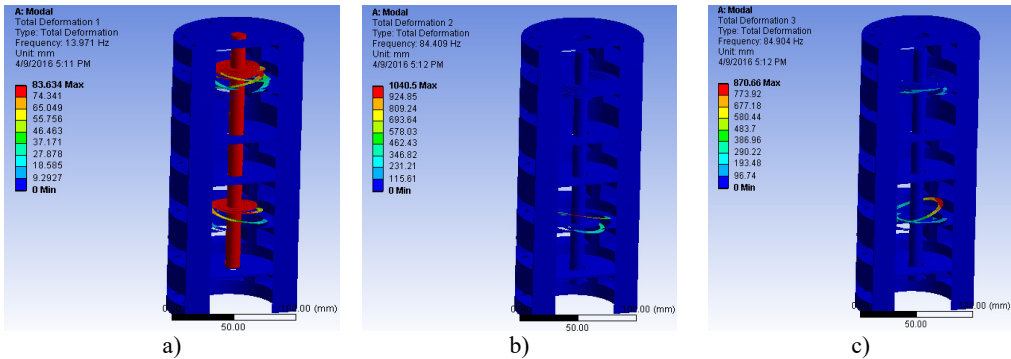 A: Modal
Total Deformation 1
Type: Total Deformation
Frequency: 13.971 Hz
Unit: mm
4/9/2016 5:11 PM
83.634 Max
74.341
65.049
55.756
46.463
37.171
27.878
18.585
9.2927
0 Min
50.00
(mm)
a)
A: Modal
Total Deformation 2
Type: Total Deformation
Frequency: 84.409 Hz
Unit: mm
4/9/2016 5:12 PM
1040.5 Max
924.85
809.24
693.64
578.03
462.43
346.82
231.21
115.61
0 Min
50.00
(mm)
b)
A: Modal
Total Deformation 3
Type: Total Deformation
Frequency: 84.904 Hz
Unit: mm
4/9/2016 5:12 PM
870.66 Max
773.92
677.18
580.44
483.7
386.96
290.22
193.48
96.74
0 Min
50.00
(mm)
c)